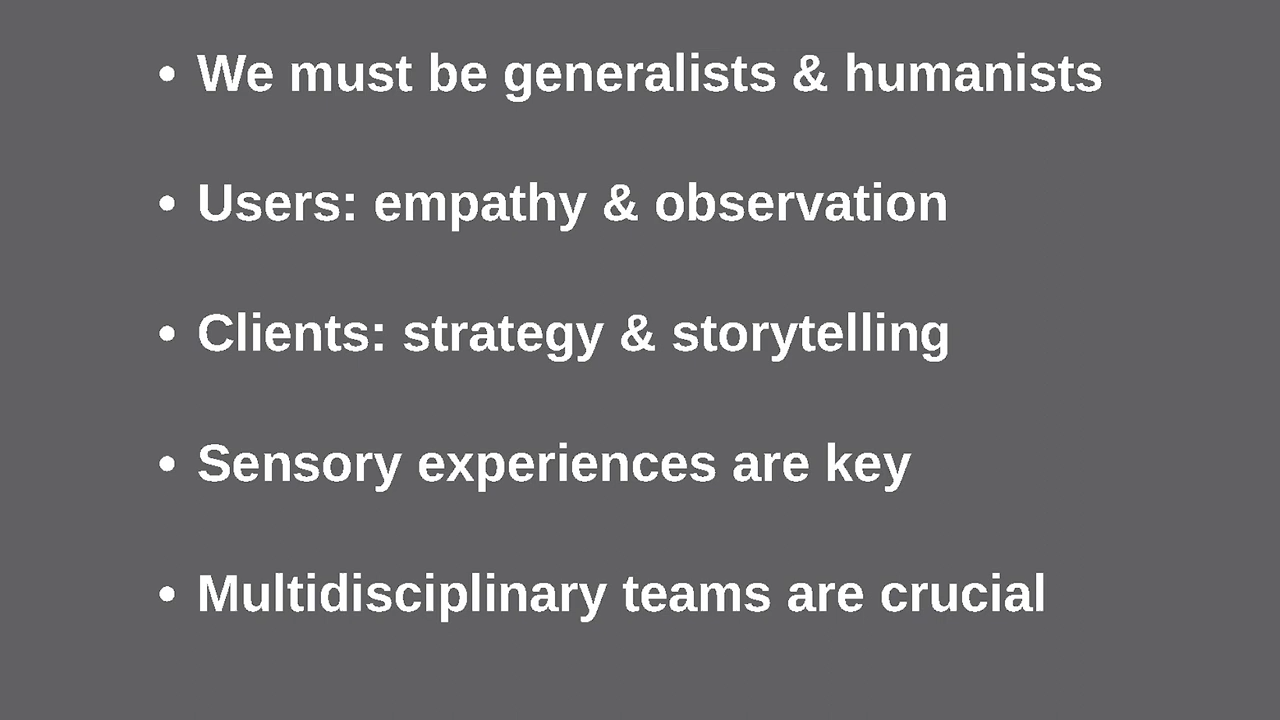 • We must be generalists & humanists
• Users: empathy & observation
• Clients: strategy & storytelling
• Sensory experiences are key
• Multidisciplinary teams are crucial